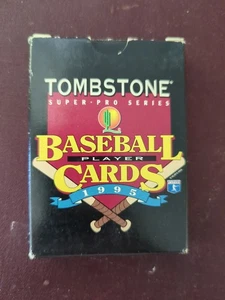 TOMBSTONE
SUPER-PRO SERIES
BASEBALL
PLAYER
CARDS
1995